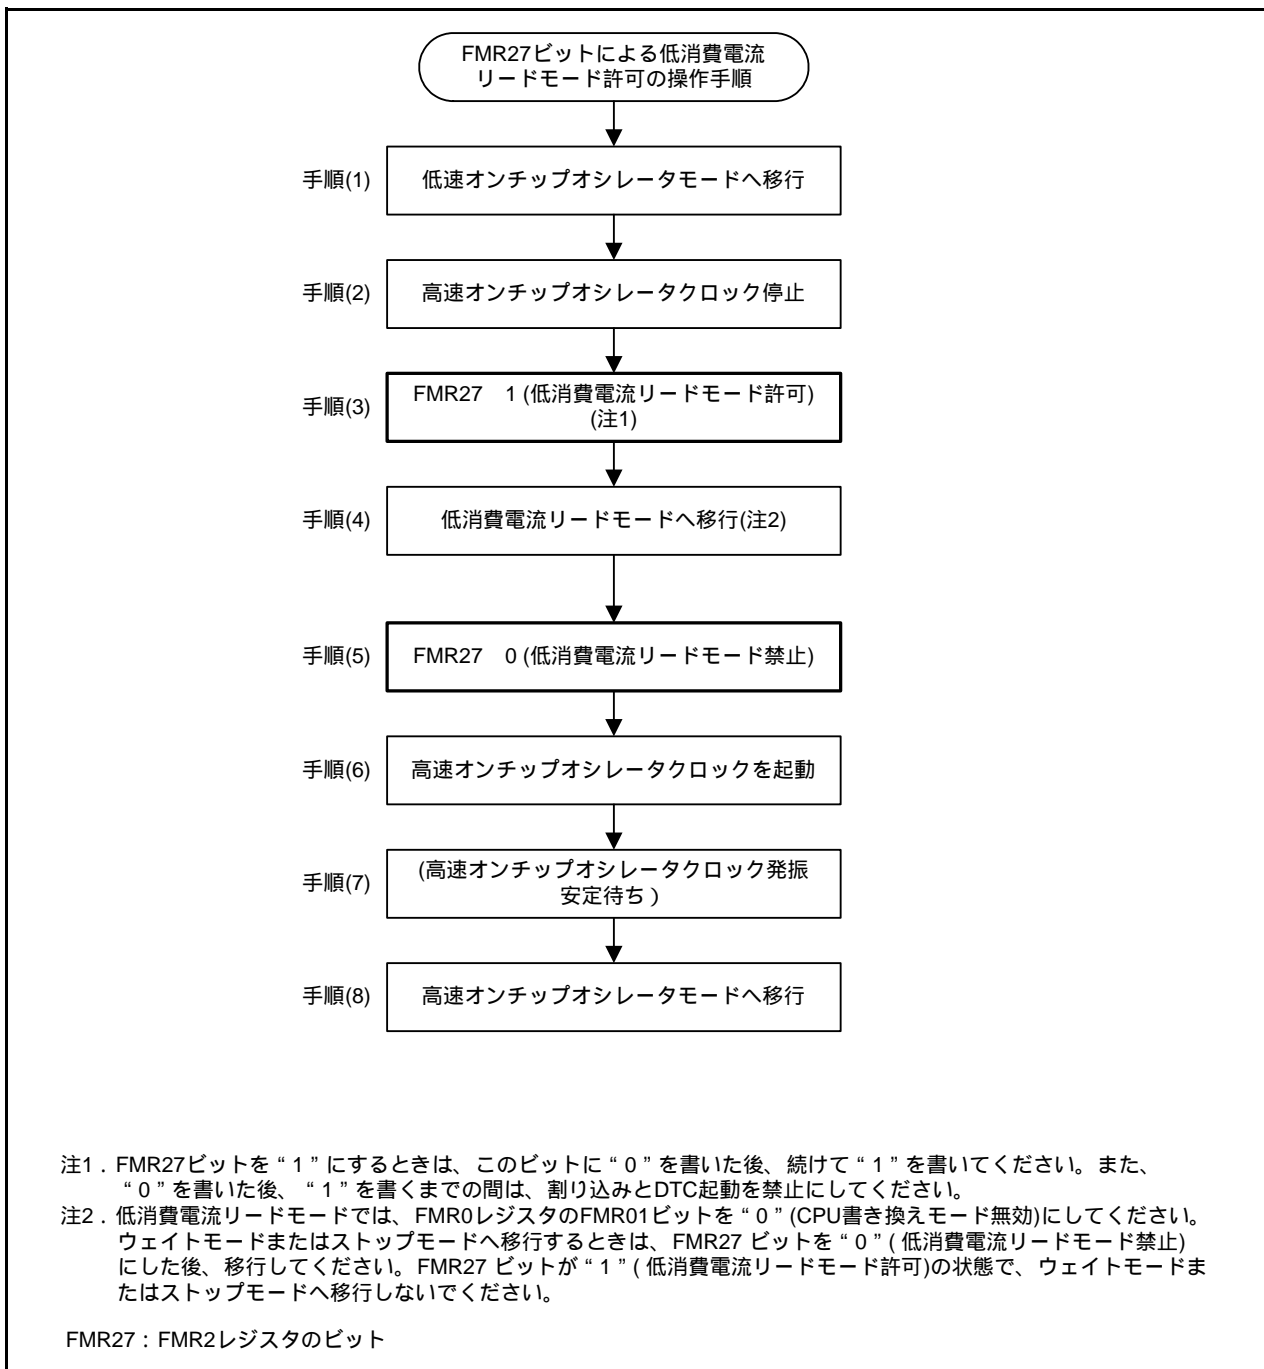 FMR27ビットによる低消費電流
リードモード許可の操作手順
手順(1)
低速オンチップオシレータモードへ移行
手順(2)
高速オンチップオシレータクロック停止
手順(3)
FMR27　1 (低消費電流リードモード許可)
(注1)
手順(4)
低消費電流リードモードへ移行(注2)
手順(5)
FMR27　0 (低消費電流リードモード禁止)
手順(6)
高速オンチップオシレータクロックを起動
手順(7)
(高速オンチップオシレータクロック発振
安定待ち )
手順(8)
高速オンチップオシレータモードへ移行
注1．FMR27ビットを “ 1 ” にするときは、このビットに “ 0 ” を書いた後、続けて “ 1 ” を書いてください。また、
“ 0 ” を書いた後、 “ 1 ” を書くまでの間は、割り込みとDTC起動を禁止にしてください。
注2．低消費電流リードモードでは、FMR0レジスタのFMR01ビットを “ 0 ” (CPU書き換えモード無効)にしてください。
ウェイトモードまたはストップモードへ移行するときは、FMR27 ビットを “ 0 ” ( 低消費電流リードモード禁止)
にした後、移行してください。FMR27 ビットが “ 1 ” ( 低消費電流リードモード許可)の状態で、ウェイトモードま
たはストップモードへ移行しないでください。
FMR27：FMR2レジスタのビット